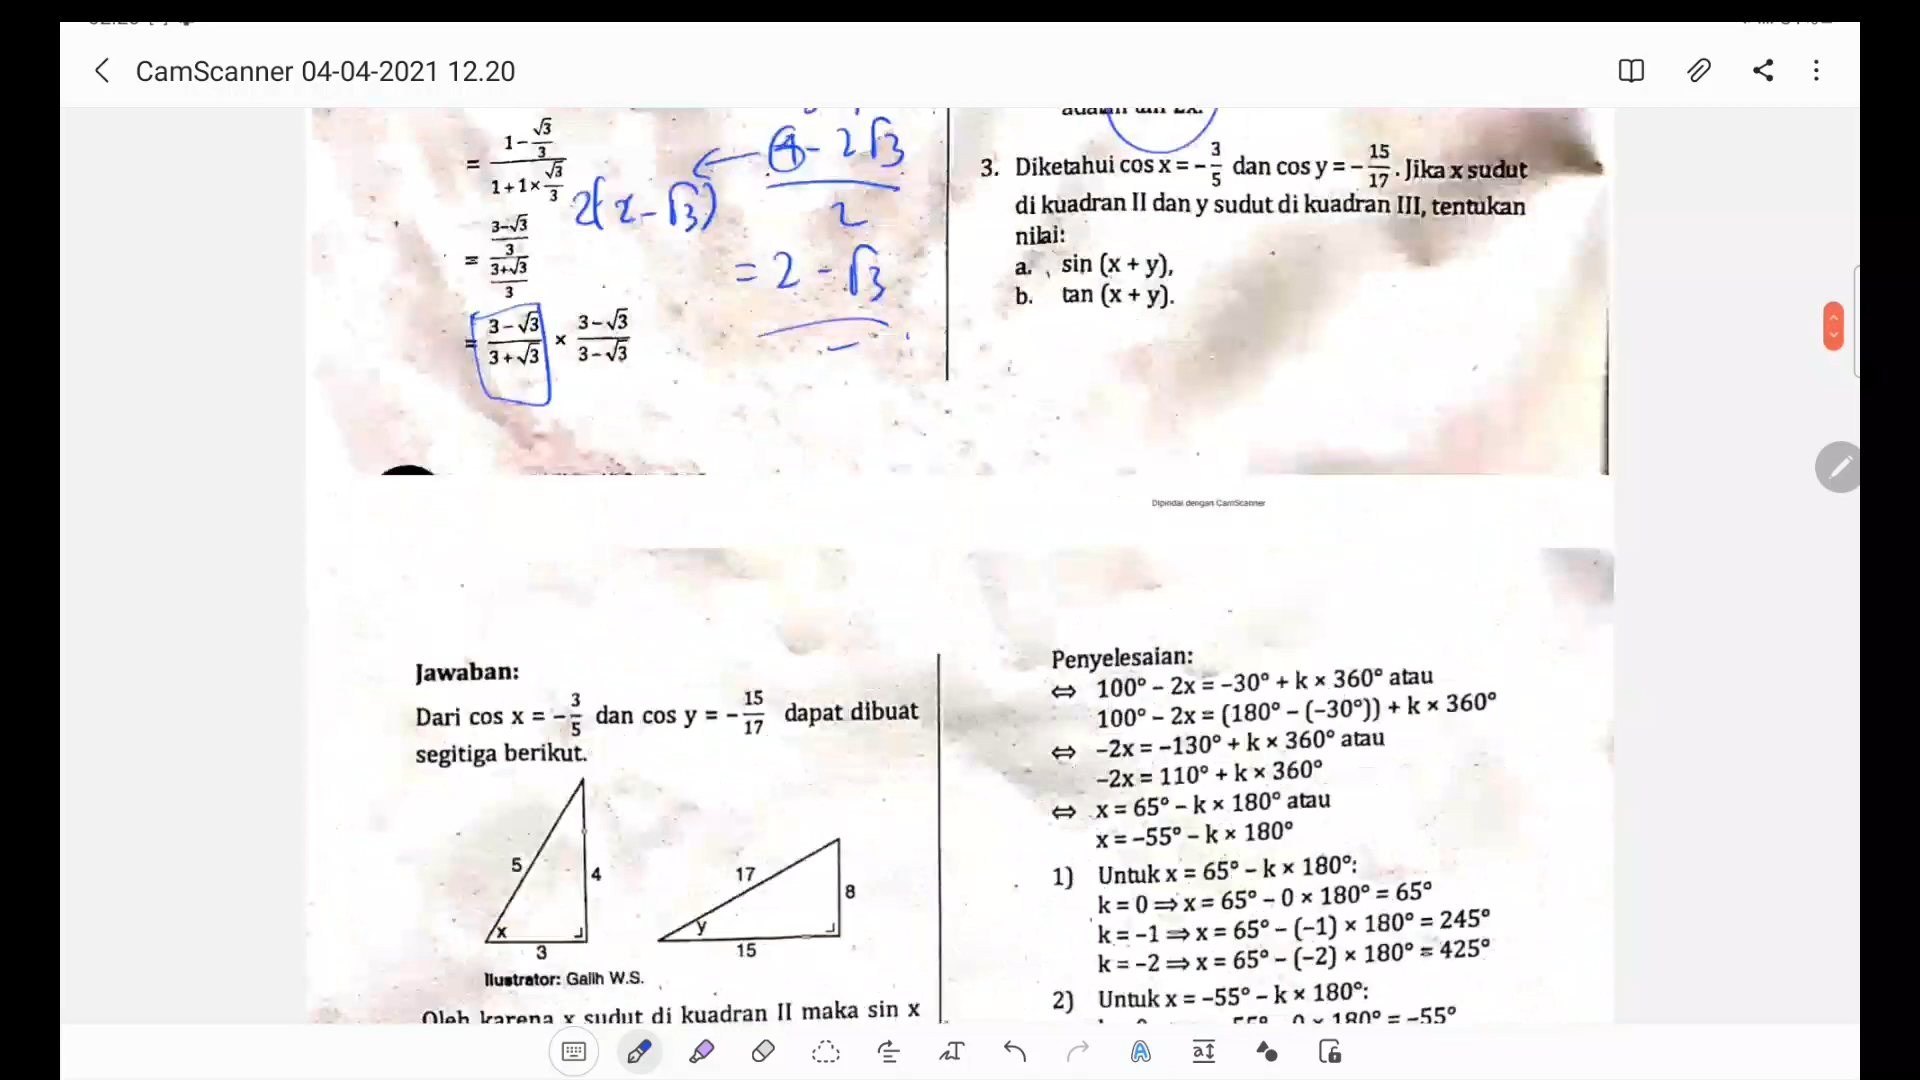 CamScanner 04-04-2021 12.20
= (1 - √3/3) / (1 + 1 × √3/3)
= ((3-√3)/3) / ((3+√3)/3)
= (3 - √3)/(3 + √3) × (3 - √3)/(3 - √3)
(4 - 2√3)/2
2(2 - √3)
= 2 - √3
3. Diketahui cos x = -3/5 dan cos y = -15/17. Jika x sudut
di kuadran II dan y sudut di kuadran III, tentukan
nilai:
a. sin (x + y),
b. tan (x + y).
Dipindai dengan CamScanner
Jawaban:
Dari cos x = -3/5 dan cos y = -15/17 dapat dibuat
segitiga berikut.
5
4
x
3
17
8
y
15
Ilustrator: Galih W.S.
Oleh karena x sudut di kuadran II maka sin x
Penyelesaian:
⇔ 100° - 2x = -30° + k × 360° atau
100° - 2x = (180° - (-30°)) + k × 360°
⇔ -2x = -130° + k × 360° atau
-2x = 110° + k × 360°
⇔ x = 65° - k × 180° atau
x = -55° - k × 180°
1) Untuk x = 65° - k × 180°:
k = 0 ⇒ x = 65° - 0 × 180° = 65°
k = -1 ⇒ x = 65° - (-1) × 180° = 245°
k = -2 ⇒ x = 65° - (-2) × 180° = 425°
2) Untuk x = -55° - k × 180°:
0 × 180° = -55°